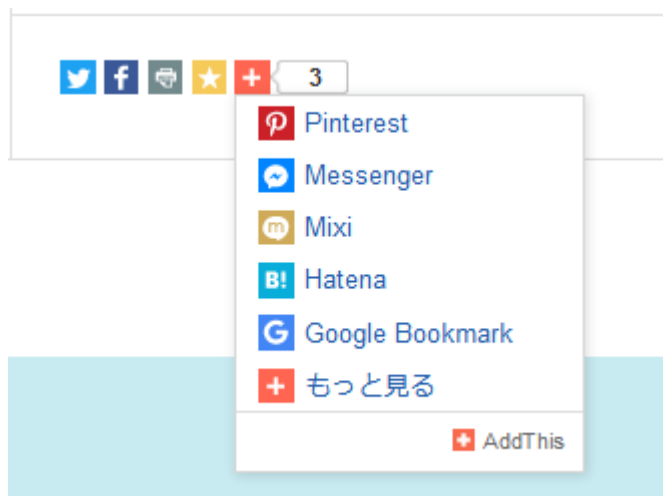 3
Pinterest
Messenger
Mixi
B! Hatena
Google Bookmark
もっと見る
AddThis